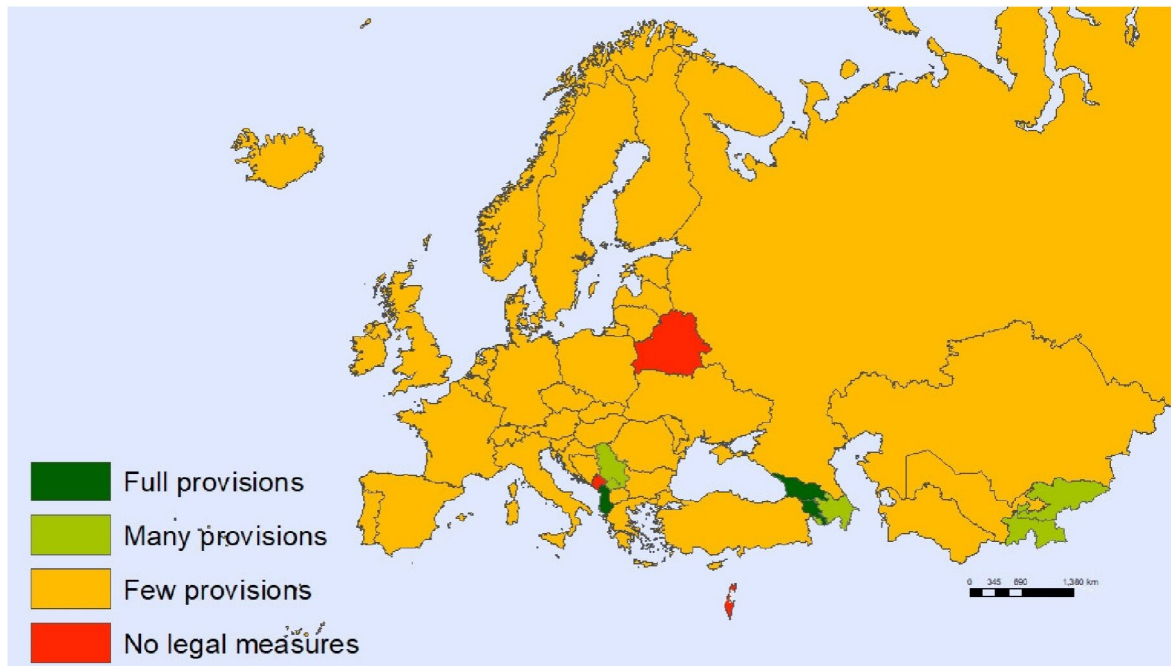 Full provisions
Many provisions
Few provisions
No legal measures
0 345 690 1,380 km